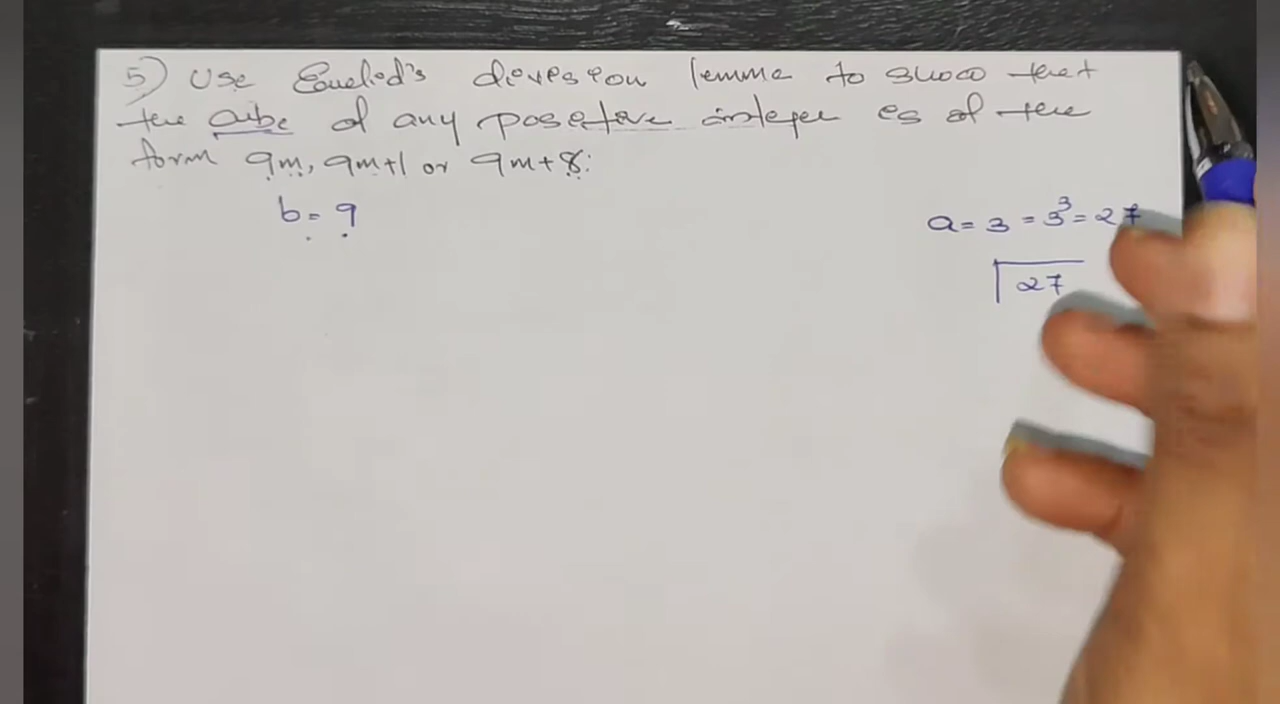 5) Use Euclid's division lemma to show that
the cube of any positive integer is of the
form 9m, 9m+1 or 9m+8:
b = 9
a = 3 = 3³ = 27
27